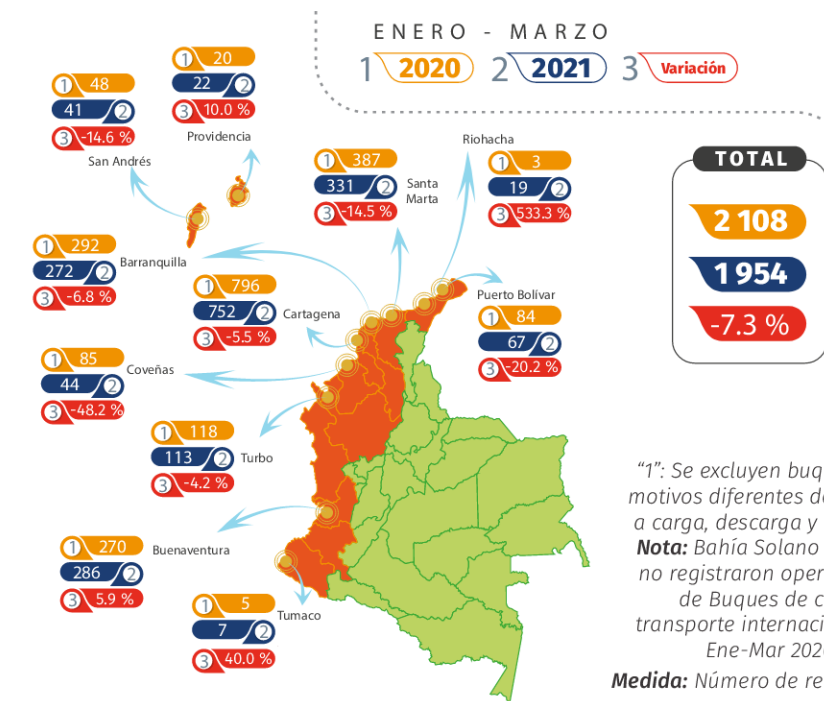 ENERO - MARZO
1 2020 2 2021 3 Variación
1 20
22 2
3 10.0 %
Providencia
1 48
41 2
3 -14.6 %
San Andrés
Riohacha
1 3
19 2
3 533.3 %
1 387
331 2
3 -14.5 %
Santa
Marta
TOTAL
2 108
1 954
-7.3 %
1 292
272 2
3 -6.8 %
Barranquilla
1 796
752 2
3 -5.5 %
Cartagena
Puerto Bolívar
1 84
67 2
3 -20.2 %
1 85
44 2
3 -48.2 %
Coveñas
1 118
113 2
3 -4.2 %
Turbo
1 270
286 2
3 5.9 %
Buenaventura
1 5
7 2
3 40.0 %
Tumaco
“1”: Se excluyen buq
motivos diferentes d
a carga, descarga y
Nota: Bahía Solano
no registraron oper
de Buques de c
transporte internaci
Ene-Mar 202
Medida: Número de re